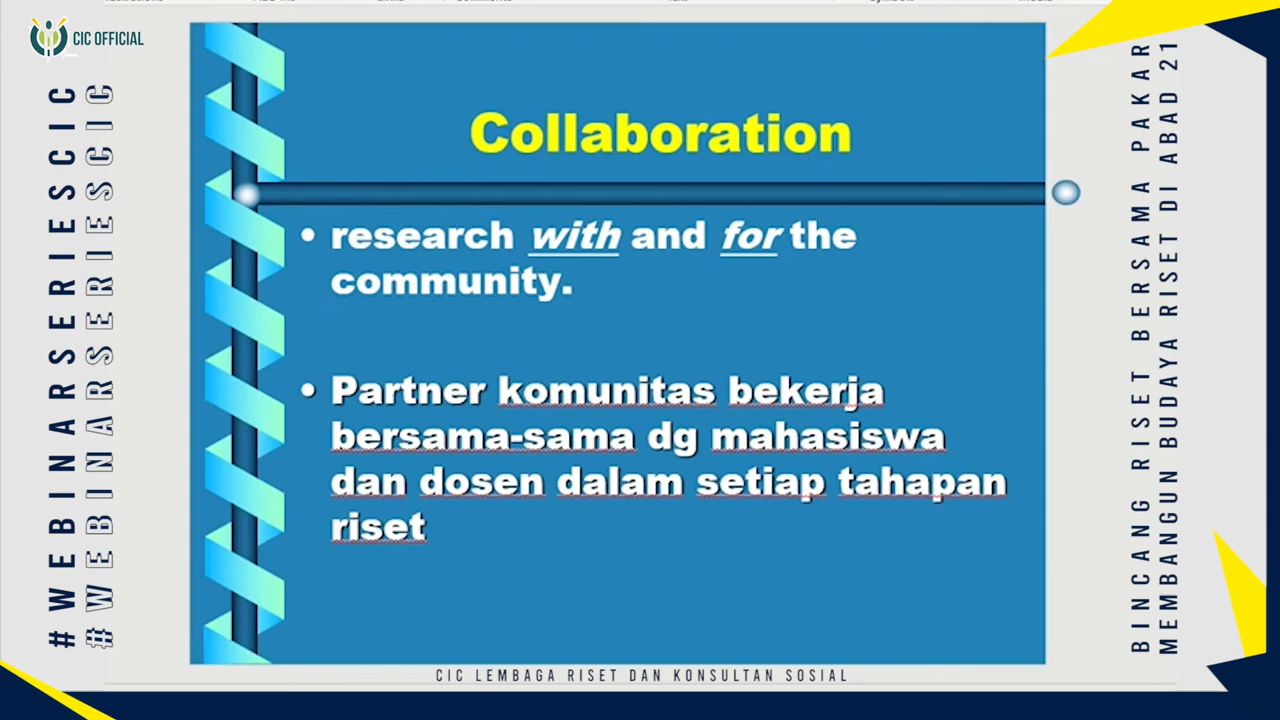 CIC OFFICIAL
#WEBINARSERIESCIC
#WEBINARSERIESCIC
Collaboration
• research with and for the
community.
• Partner komunitas bekerja
bersama-sama dg mahasiswa
dan dosen dalam setiap tahapan
riset
BINCANG RISET BERSAMA PAKAR
MEMBANGUN BUDAYA RISET DI ABAD 21
CIC LEMBAGA RISET DAN KONSULTAN SOSIAL